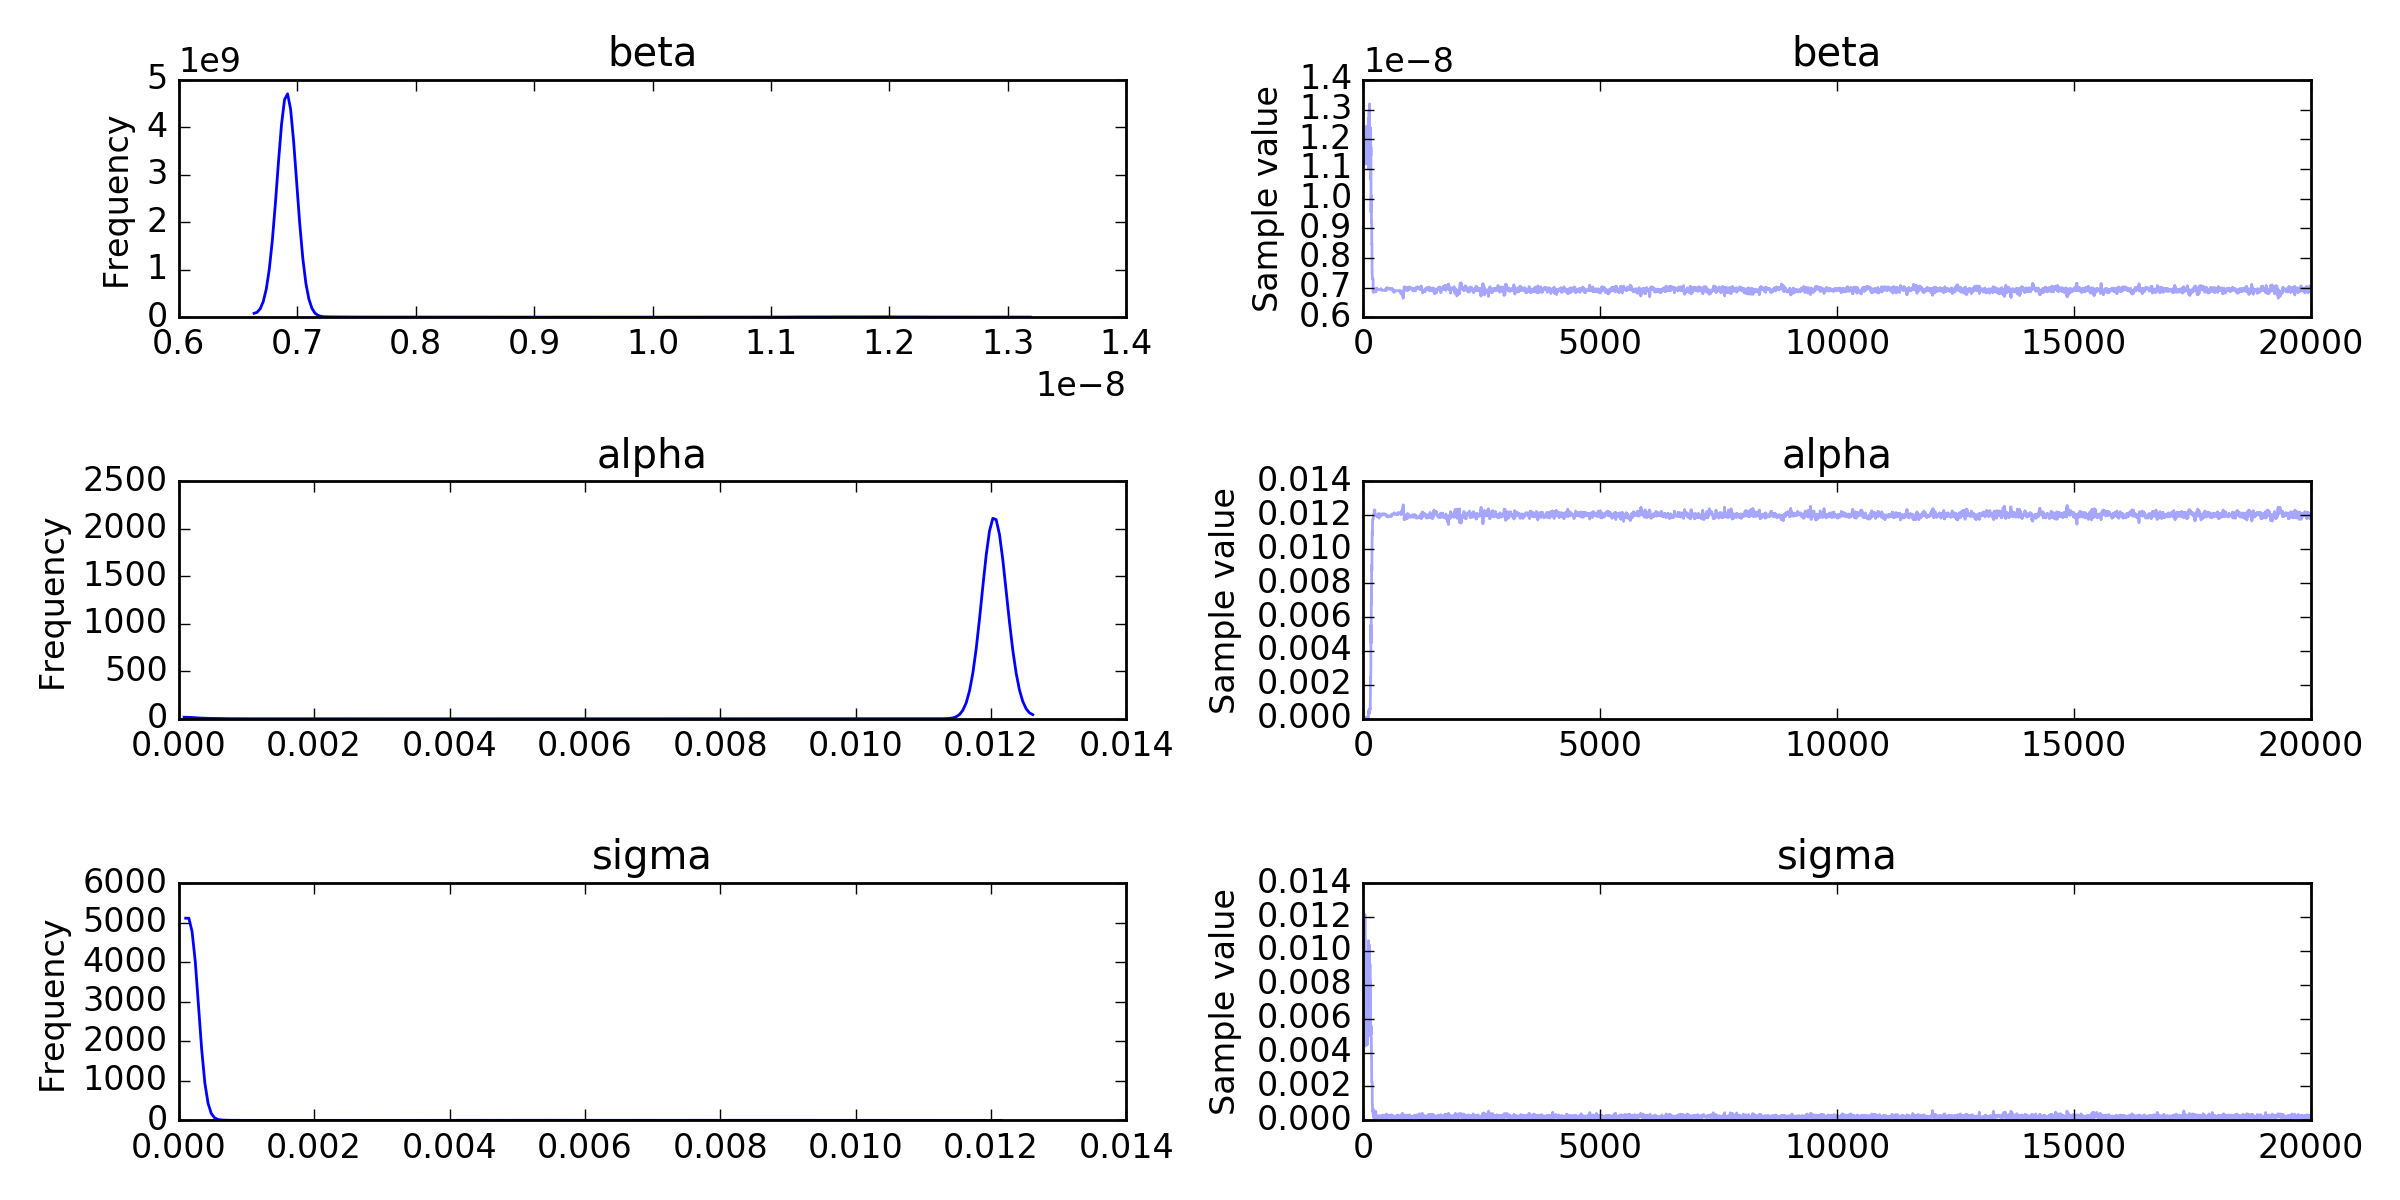 beta
1e9
Frequency
5
4
3
2
1
0
0.6 0.7 0.8 0.9 1.0 1.1 1.2 1.3 1.4
1e−8
beta
1e−8
Sample value
1.4
1.3
1.2
1.1
1.0
0.9
0.8
0.7
0.6
0 5000 10000 15000 20000
alpha
Frequency
2500
2000
1500
1000
500
0
0.000 0.002 0.004 0.006 0.008 0.010 0.012 0.014
alpha
Sample value
0.014
0.012
0.010
0.008
0.006
0.004
0.002
0.000
0 5000 10000 15000 20000
sigma
Frequency
6000
5000
4000
3000
2000
1000
0
0.000 0.002 0.004 0.006 0.008 0.010 0.012 0.014
sigma
Sample value
0.014
0.012
0.010
0.008
0.006
0.004
0.002
0.000
0 5000 10000 15000 20000